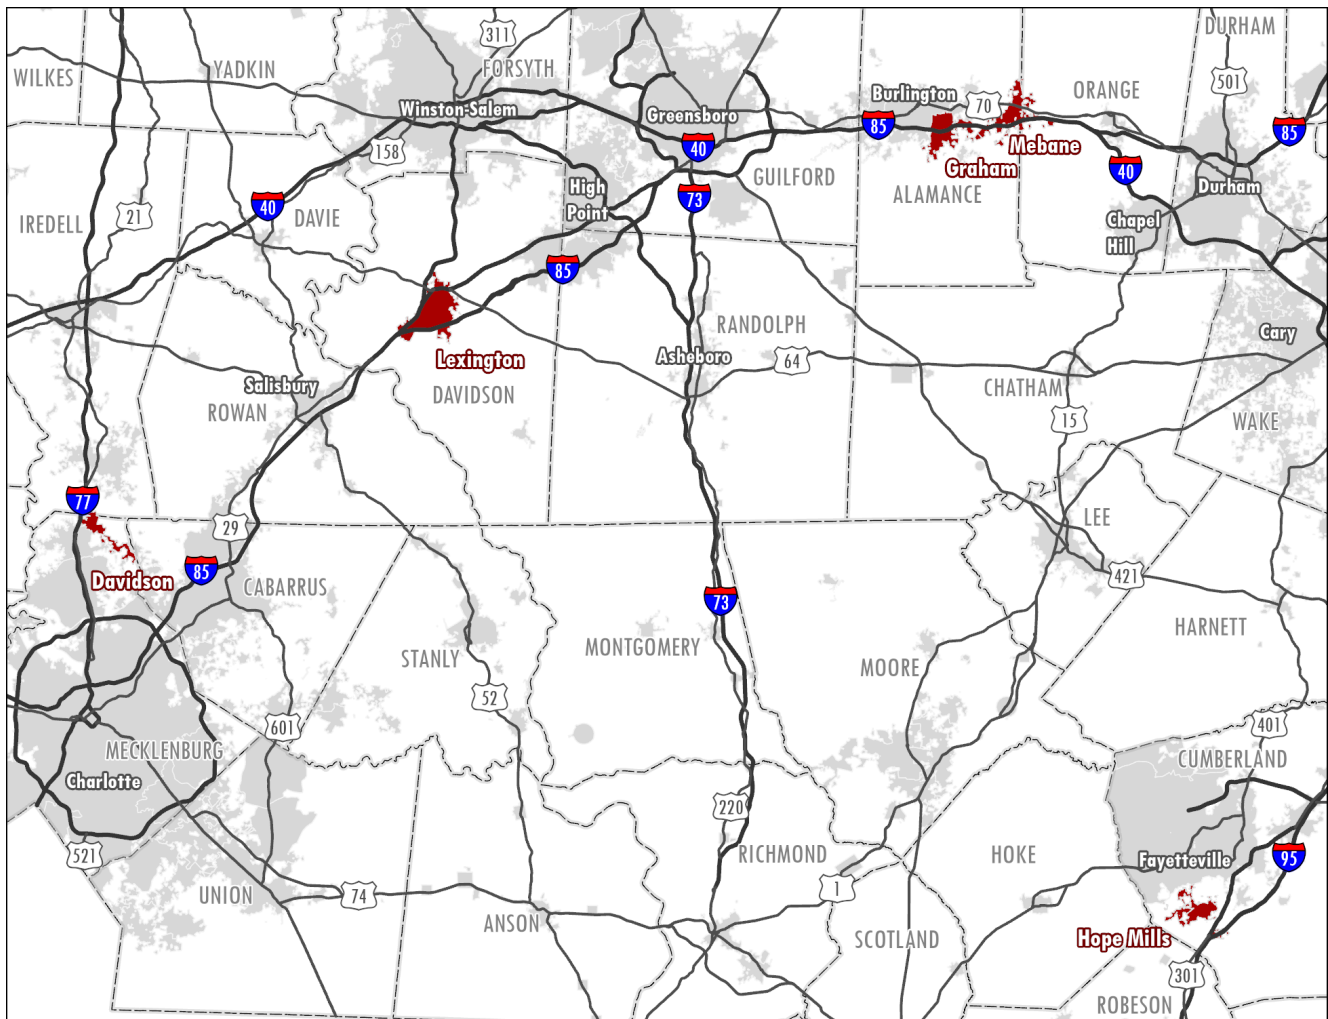 DURHAM
311
FORSYTH
YADKIN
WILKES
501
ORANGE
Burlington
70
Winston-Salem
Greensboro
85
85
Mebane
40
158
Graham
40
GUILFORD
ALAMANCE
High
Point
Durham
73
40
21
DAVIE
IREDELL
Chapel
Hill
85
RANDOLPH
Cary
Lexington
Asheboro
64
Salisbury
DAVIDSON
CHATHAM
ROWAN
15
WAKE
77
29
LEE
85
Davidson
CABARRUS
421
73
HARNETT
MONTGOMERY
STANLY
MOORE
52
601
401
MECKLENBURG
CUMBERLAND
Charlotte
220
521
RICHMOND
HOKE
Fayetteville
95
UNION
74
1
ANSON
SCOTLAND
Hope Mills
301
ROBESON